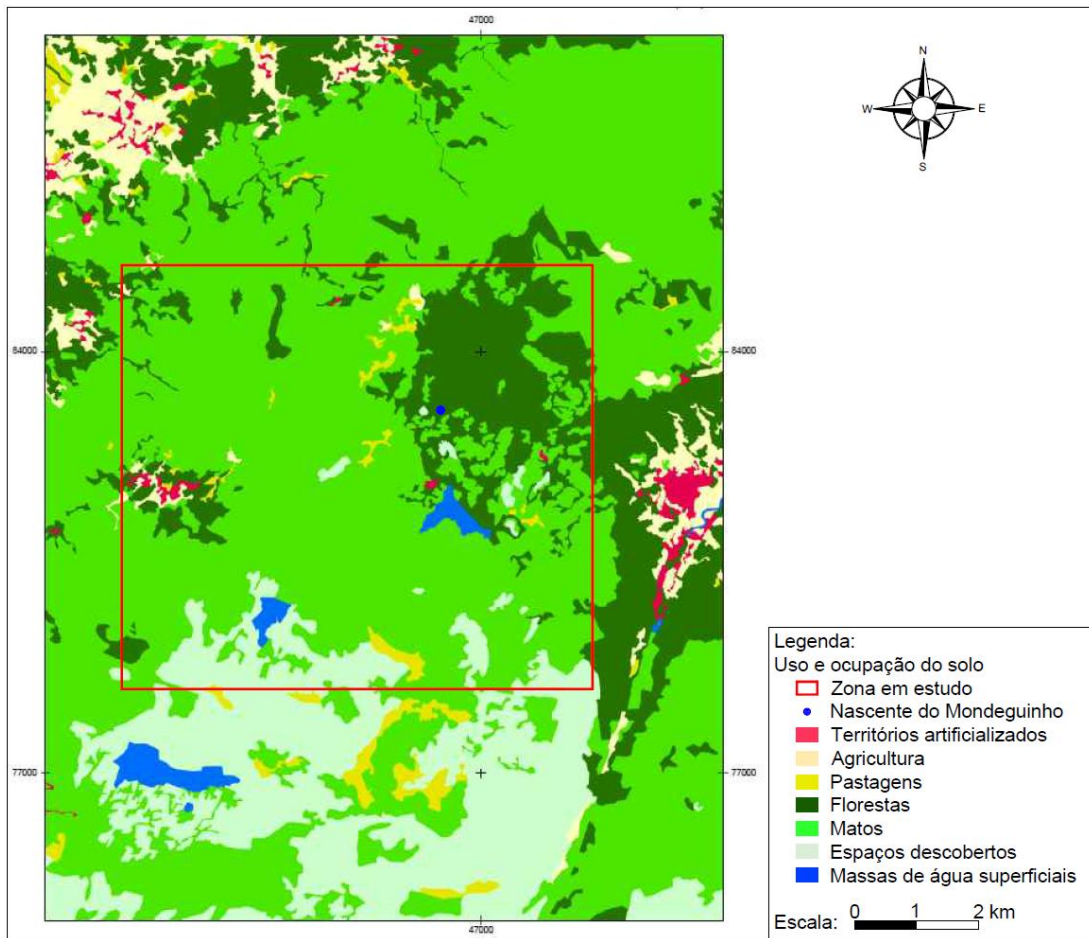 47000
N
W
E
S
84000
84000
77000
77000
47000
Legenda:
Uso e ocupação do solo
Zona em estudo
Nascente do Mondeguinho
Territórios artificializados
Agricultura
Pastagens
Florestas
Matos
Espaços descobertos
Massas de água superficiais
Escala: 0 1 2 km